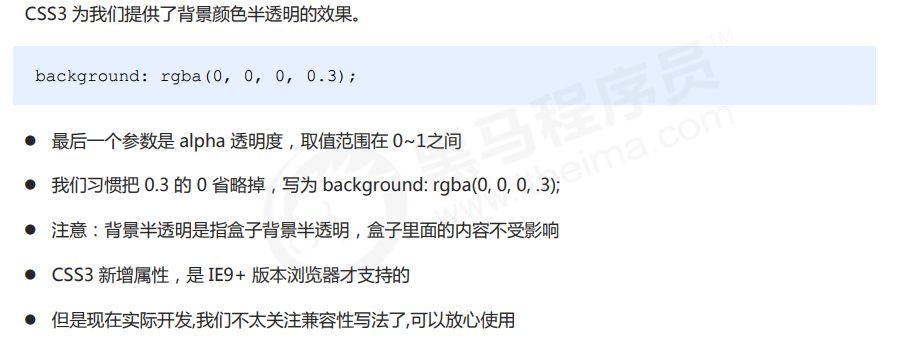 CSS3 为我们提供了背景颜色半透明的效果。
background: rgba(0, 0, 0, 0.3);
● 最后一个参数是 alpha 透明度，取值范围在 0~1之间
● 我们习惯把 0.3 的 0 省略掉，写为 background: rgba(0, 0, 0, .3);
● 注意：背景半透明是指盒子背景半透明，盒子里面的内容不受影响
● CSS3 新增属性，是 IE9+ 版本浏览器才支持的
● 但是现在实际开发,我们不太关注兼容性写法了,可以放心使用
黑马程序员™
www.itheima.com